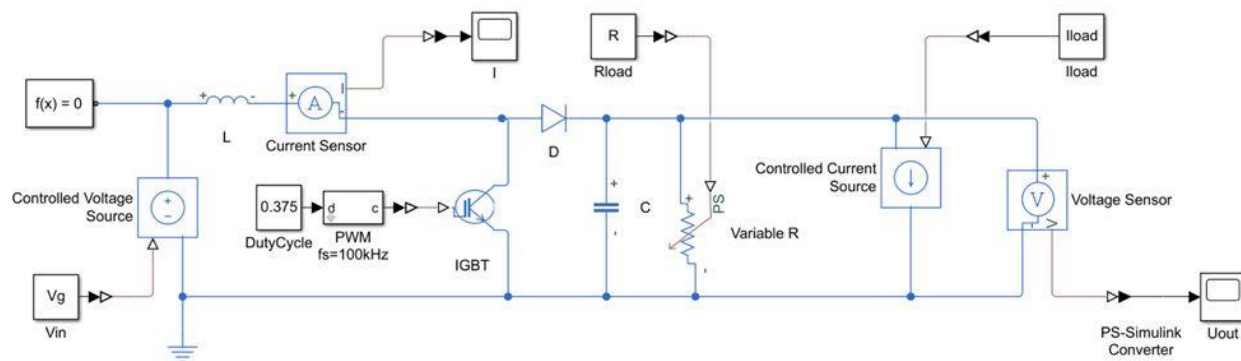 R
Rload
Iload
Iload
I
f(x) = 0
+
-
L
+
A
I
-
Current Sensor
D
Controlled Voltage
Source
+
-
0.375
DutyCycle
d
c
PWM
fs=100kHz
IGBT
+
C
-
+
PS
Variable R
-
Controlled Current
Source
+
V
-
V
Voltage Sensor
Vg
Vin
PS-Simulink
Converter
Uout